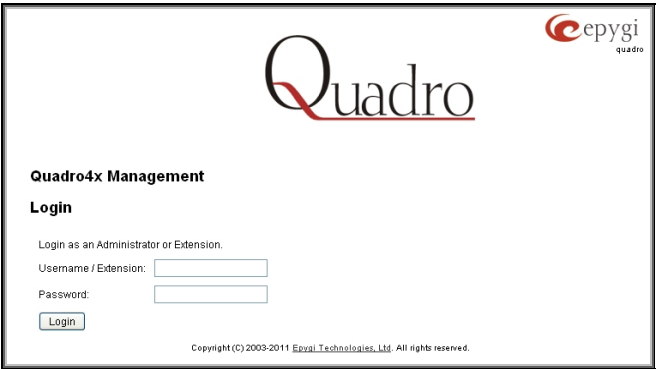 epygi
quadro
Quadro
Quadro4x Management
Login
Login as an Administrator or Extension.
Username / Extension:
Password:
Login
Copyright (C) 2003-2011 Epygi Technologies, Ltd. All rights reserved.